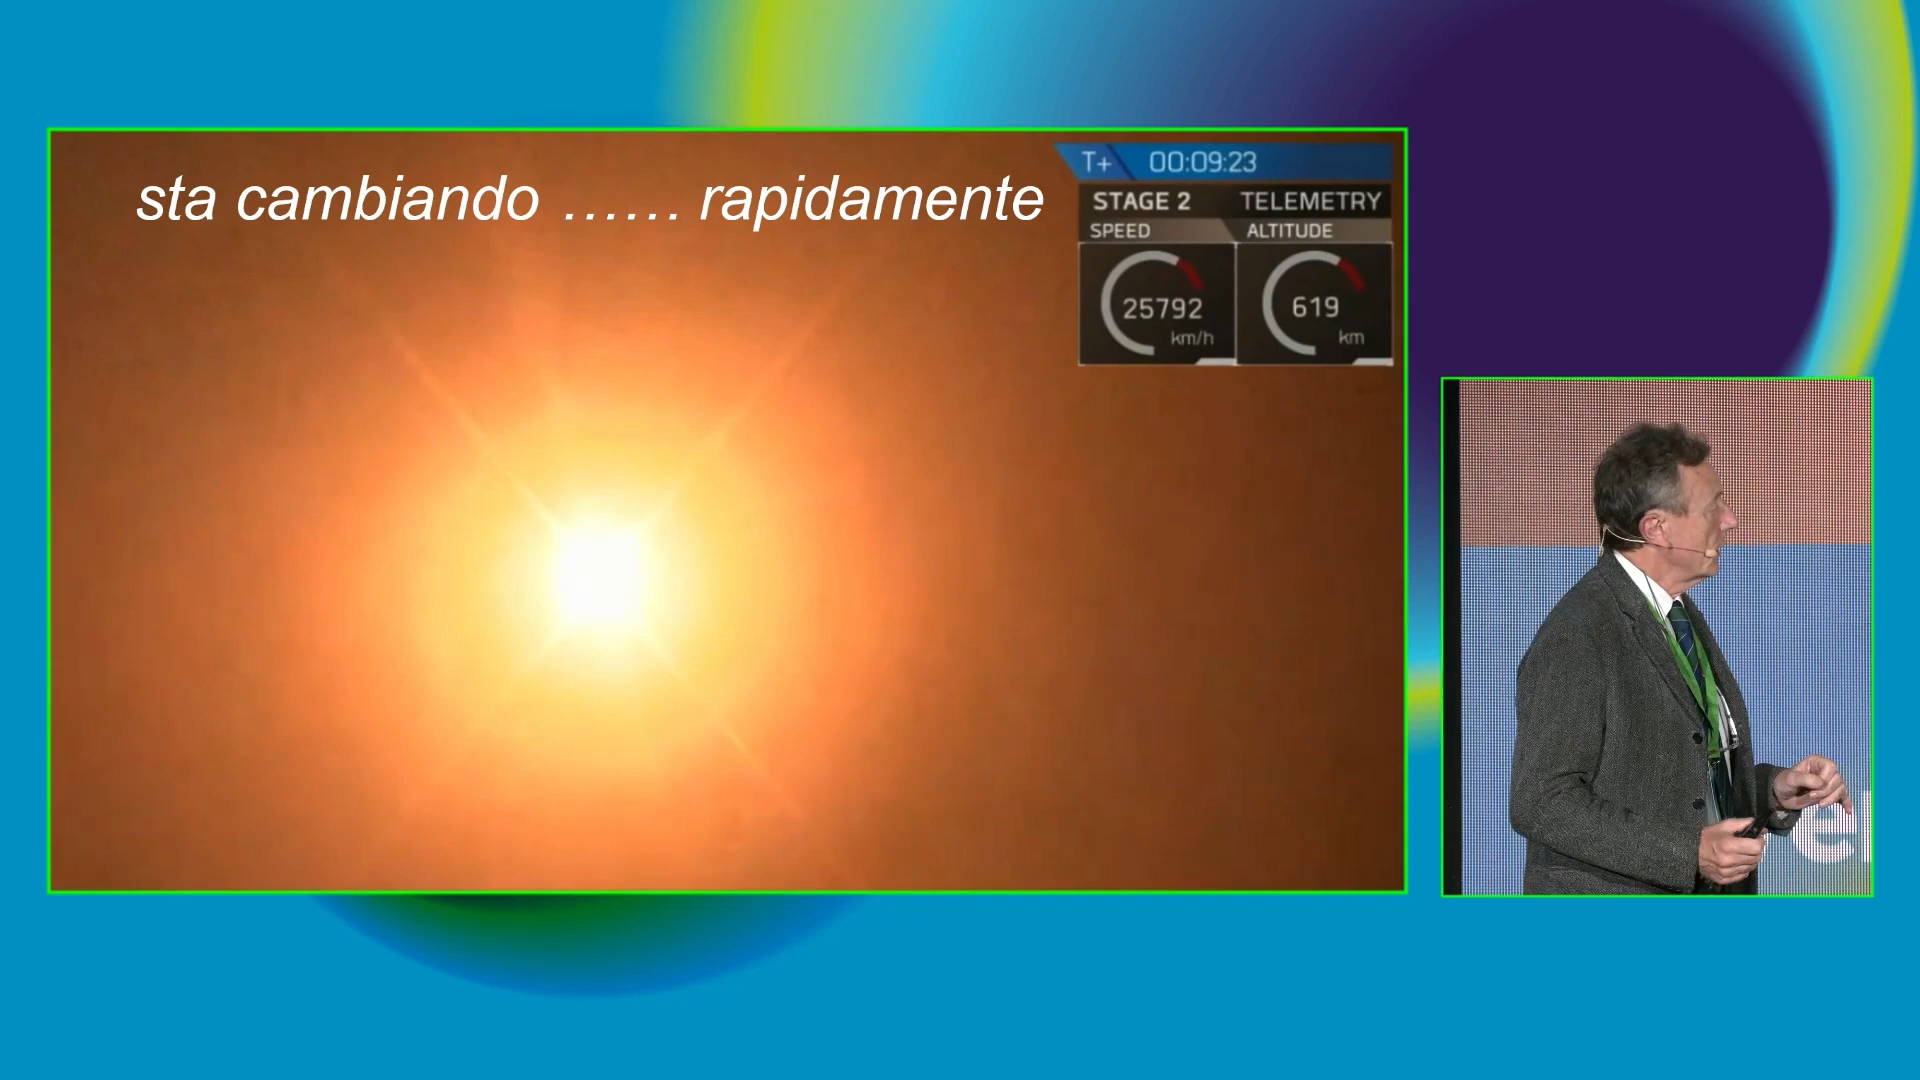 sta cambiando …… rapidamente
T+ 00:09:23
STAGE 2 TELEMETRY
SPEED ALTITUDE
25792 619
km/h km